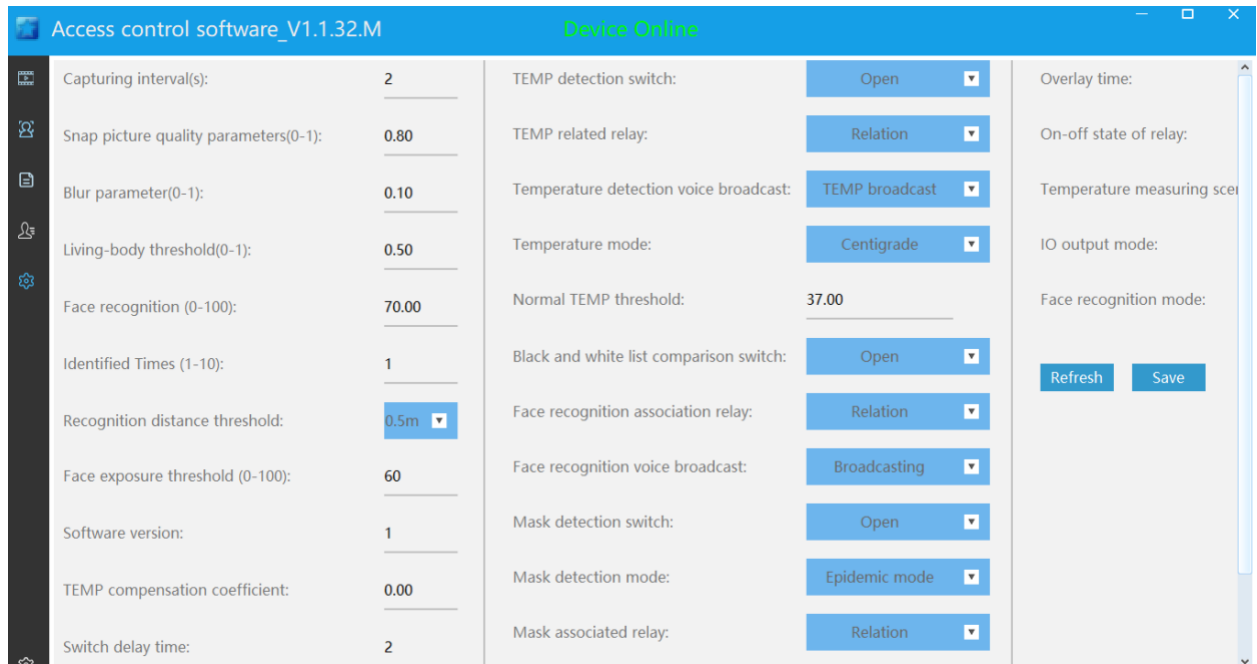 Access control software_V1.1.32.M
Device Online
Capturing interval(s): 2
Snap picture quality parameters(0-1): 0.80
Blur parameter(0-1): 0.10
Living-body threshold(0-1): 0.50
Face recognition (0-100): 70.00
Identified Times (1-10): 1
Recognition distance threshold: 0.5m
Face exposure threshold (0-100): 60
Software version: 1
TEMP compensation coefficient: 0.00
Switch delay time: 2
TEMP detection switch: Open
TEMP related relay: Relation
Temperature detection voice broadcast: TEMP broadcast
Temperature mode: Centigrade
Normal TEMP threshold: 37.00
Black and white list comparison switch: Open
Face recognition association relay: Relation
Face recognition voice broadcast: Broadcasting
Mask detection switch: Open
Mask detection mode: Epidemic mode
Mask associated relay: Relation
Overlay time:
On-off state of relay:
Temperature measuring
IO output mode:
Face recognition mode:
Refresh Save